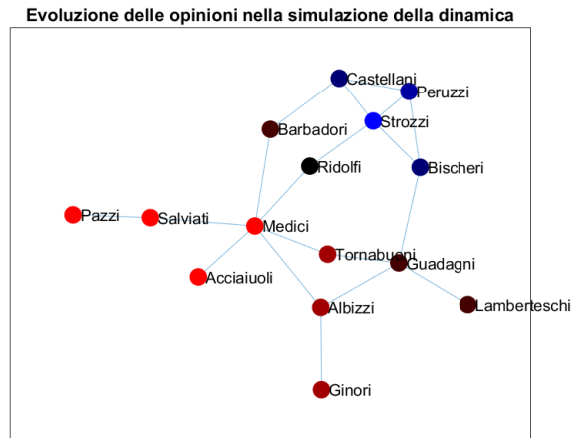 Evoluzione delle opinioni nella simulazione della dinamica
Castellani
Peruzzi
Strozzi
Barbadori
Ridolfi
Bischeri
Pazzi
Salviati
Medici
Tornabuoni
Guadagni
Acciaiuoli
Albizzi
Lamberteschi
Ginori